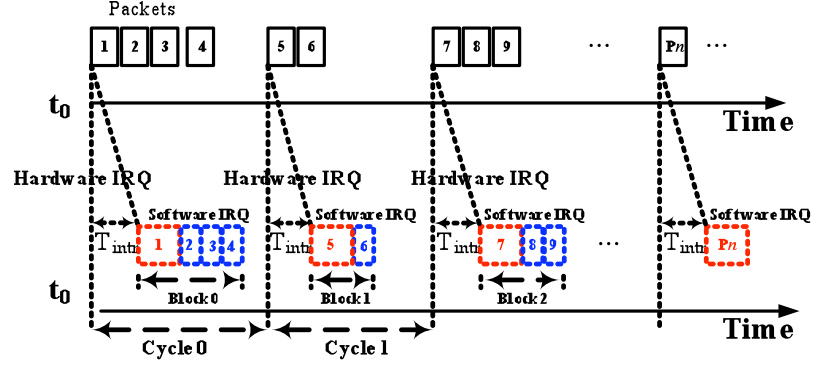 Packets
1 2 3 4 5 6 7 8 9 ... Pn ...
t0
Time
Hardware IRQ Hardware IRQ Hardware IRQ
Software IRQ Software IRQ Software IRQ Software IRQ
Tintr 1 2 3 4 Tintr 5 6 Tintr 7 8 9 ... Tintr Pn
Block 0 Block 1 Block 2
t0
Time
Cycle 0 Cycle 1